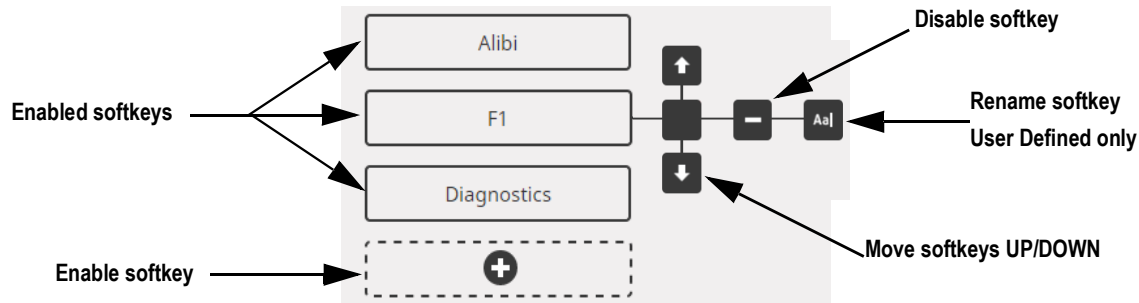 Disable softkey
Alibi
Enabled softkeys
F1
Aa
Rename softkey
User Defined only
Diagnostics
Move softkeys UP/DOWN
Enable softkey